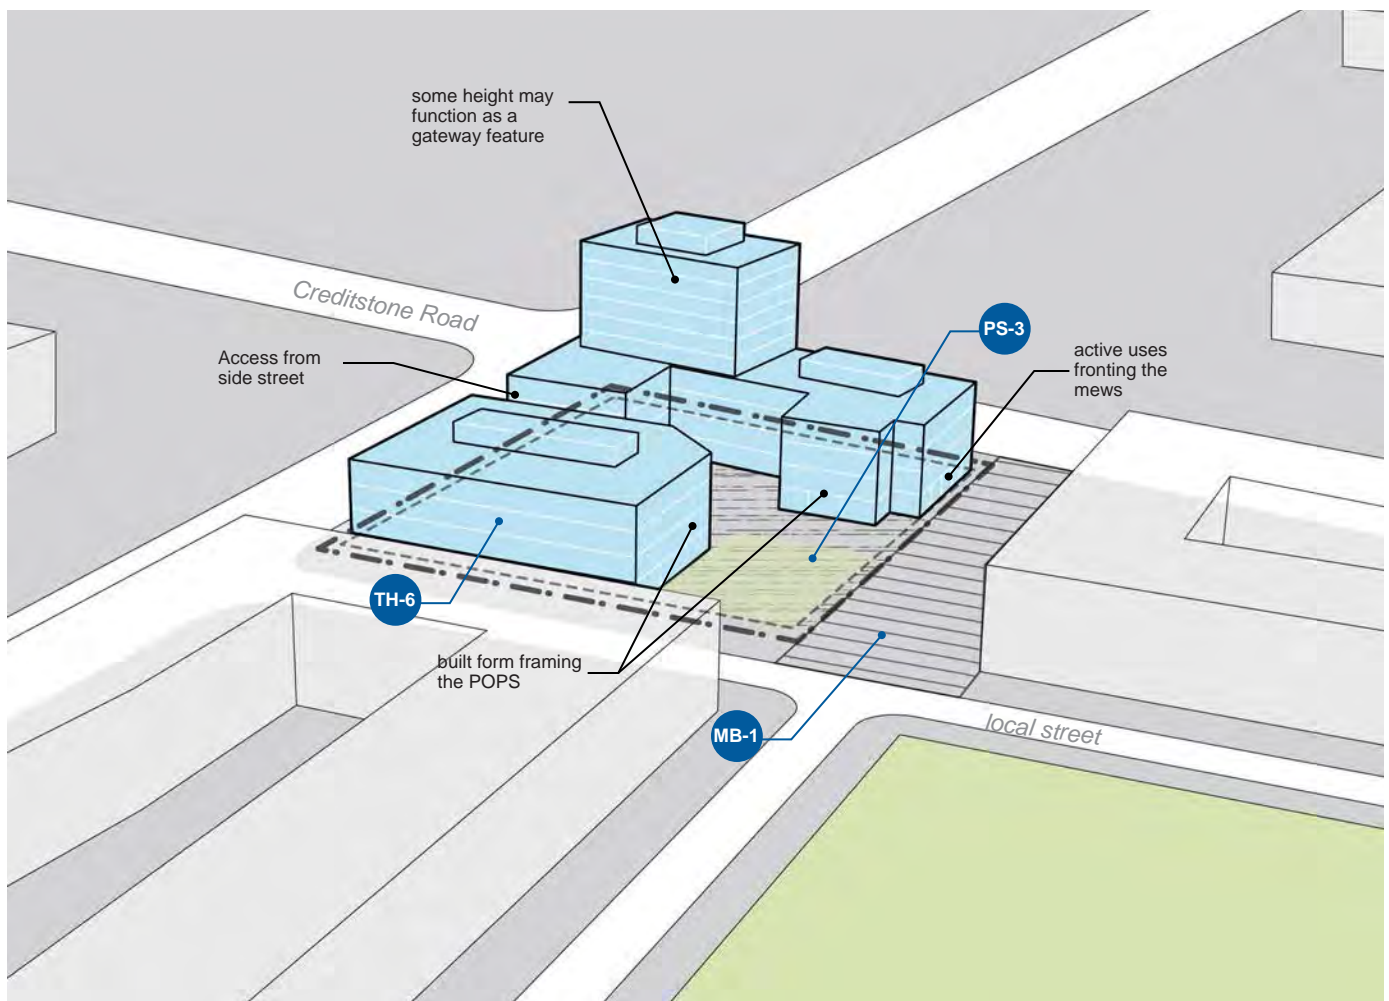 some height may
function as a
gateway feature
Creditstone Road
PS-3
Access from
side street
active uses
fronting the
mews
TH-6
built form framing
the POPS
MB-1
local street